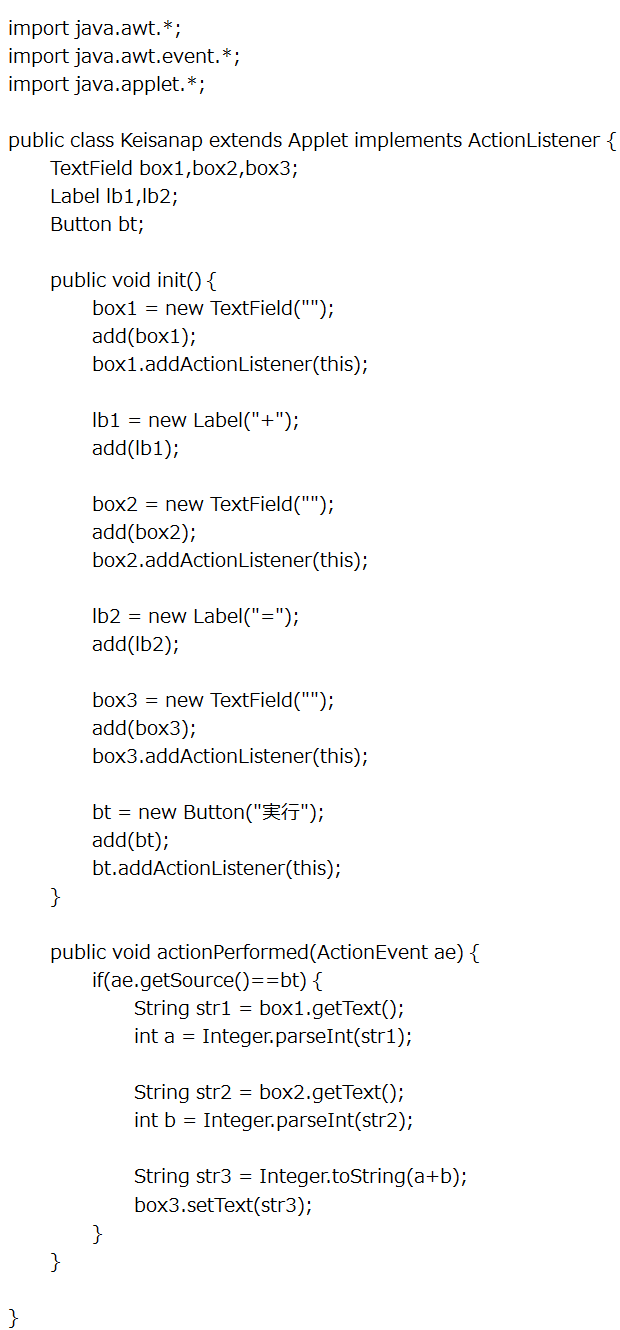 import java.awt.*;
import java.awt.event.*;
import java.applet.*;

public class Keisanap extends Applet implements ActionListener {
    TextField box1,box2,box3;
    Label lb1,lb2;
    Button bt;

    public void init() {
        box1 = new TextField("");
        add(box1);
        box1.addActionListener(this);

        lb1 = new Label("+");
        add(lb1);

        box2 = new TextField("");
        add(box2);
        box2.addActionListener(this);

        lb2 = new Label("=");
        add(lb2);

        box3 = new TextField("");
        add(box3);
        box3.addActionListener(this);

        bt = new Button("実行");
        add(bt);
        bt.addActionListener(this);
    }

    public void actionPerformed(ActionEvent ae) {
        if(ae.getSource()==bt) {
            String str1 = box1.getText();
            int a = Integer.parseInt(str1);

            String str2 = box2.getText();
            int b = Integer.parseInt(str2);

            String str3 = Integer.toString(a+b);
            box3.setText(str3);
        }
    }

}